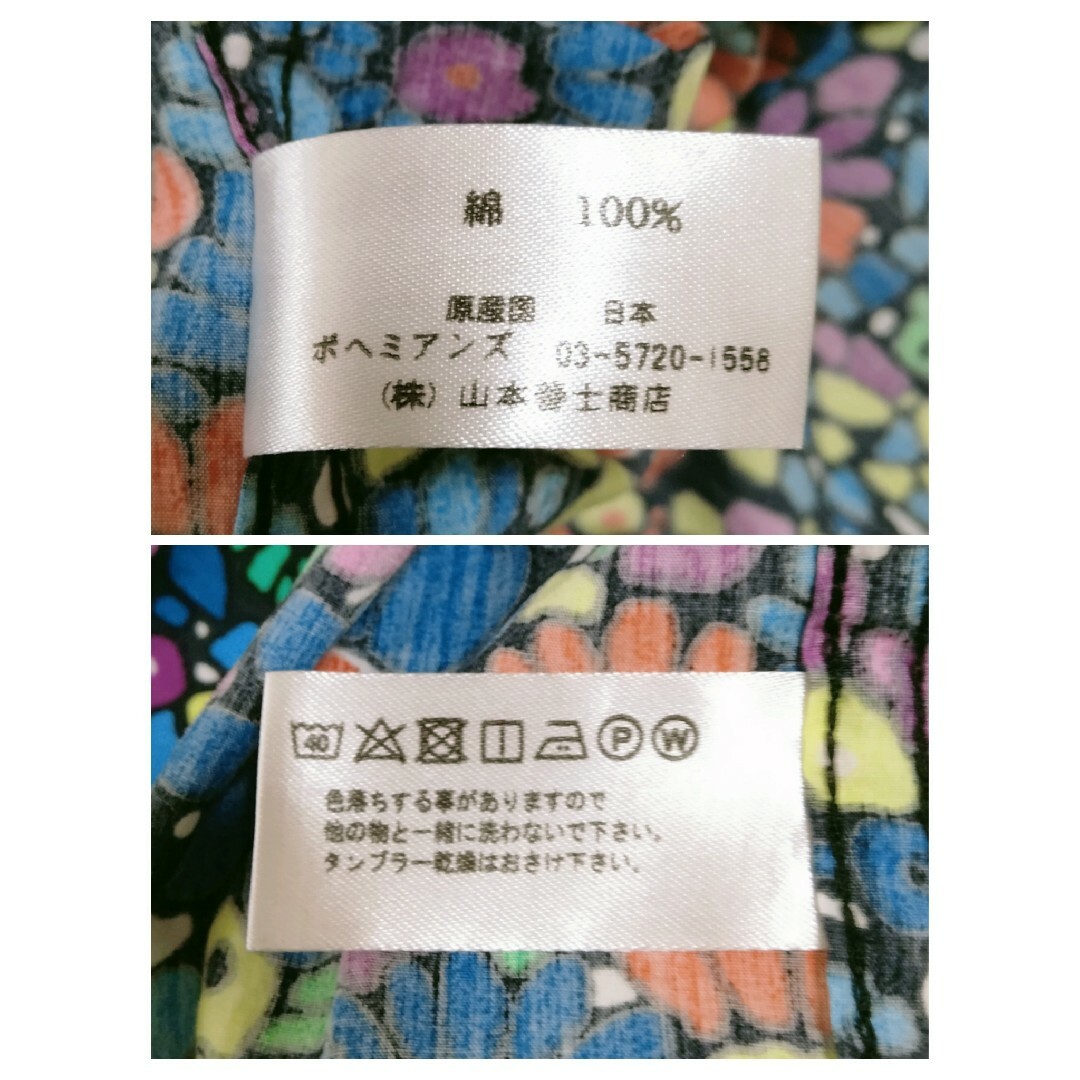 綿 100%
原産国 日本
ボヘミアンズ 03-5720-1558
(株) 山本 商店
40 P W
色落ちする事がありますので
他の物と一緒に洗わないで下さい。
タンブラー乾燥はおさけ下さい。